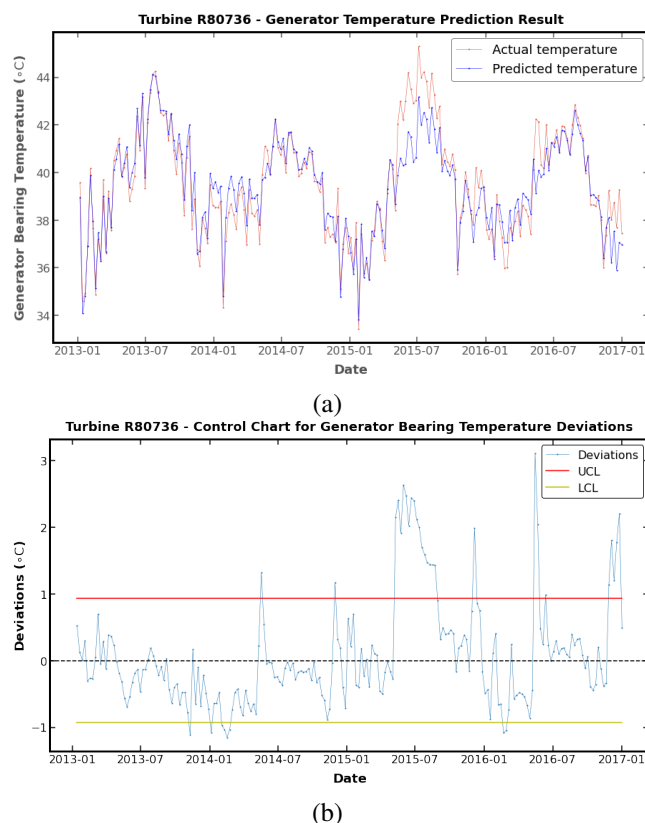 Turbine R80736 - Generator Temperature Prediction Result
Actual temperature
Predicted temperature
Generator Bearing Temperature (∘C)
44
42
40
38
36
34
2013-01 2013-07 2014-01 2014-07 2015-01 2015-07 2016-01 2016-07 2017-01
Date
(a)
Turbine R80736 - Control Chart for Generator Bearing Temperature Deviations
Deviations
UCL
LCL
Deviations (∘C)
3
2
1
0
−1
2013-01 2013-07 2014-01 2014-07 2015-01 2015-07 2016-01 2016-07 2017-01
Date
(b)